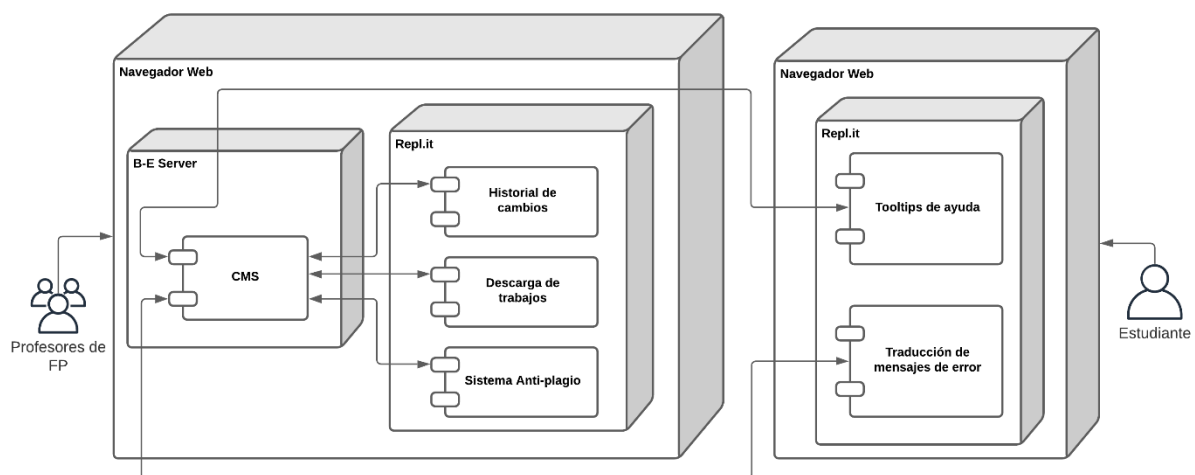 Navegador Web
B-E Server
CMS
Repl.it
Historial de
cambios
Descarga de
trabajos
Sistema Anti-plagio
Profesores de
FP
Navegador Web
Repl.it
Tooltips de ayuda
Traducción de
mensajes de error
Estudiante